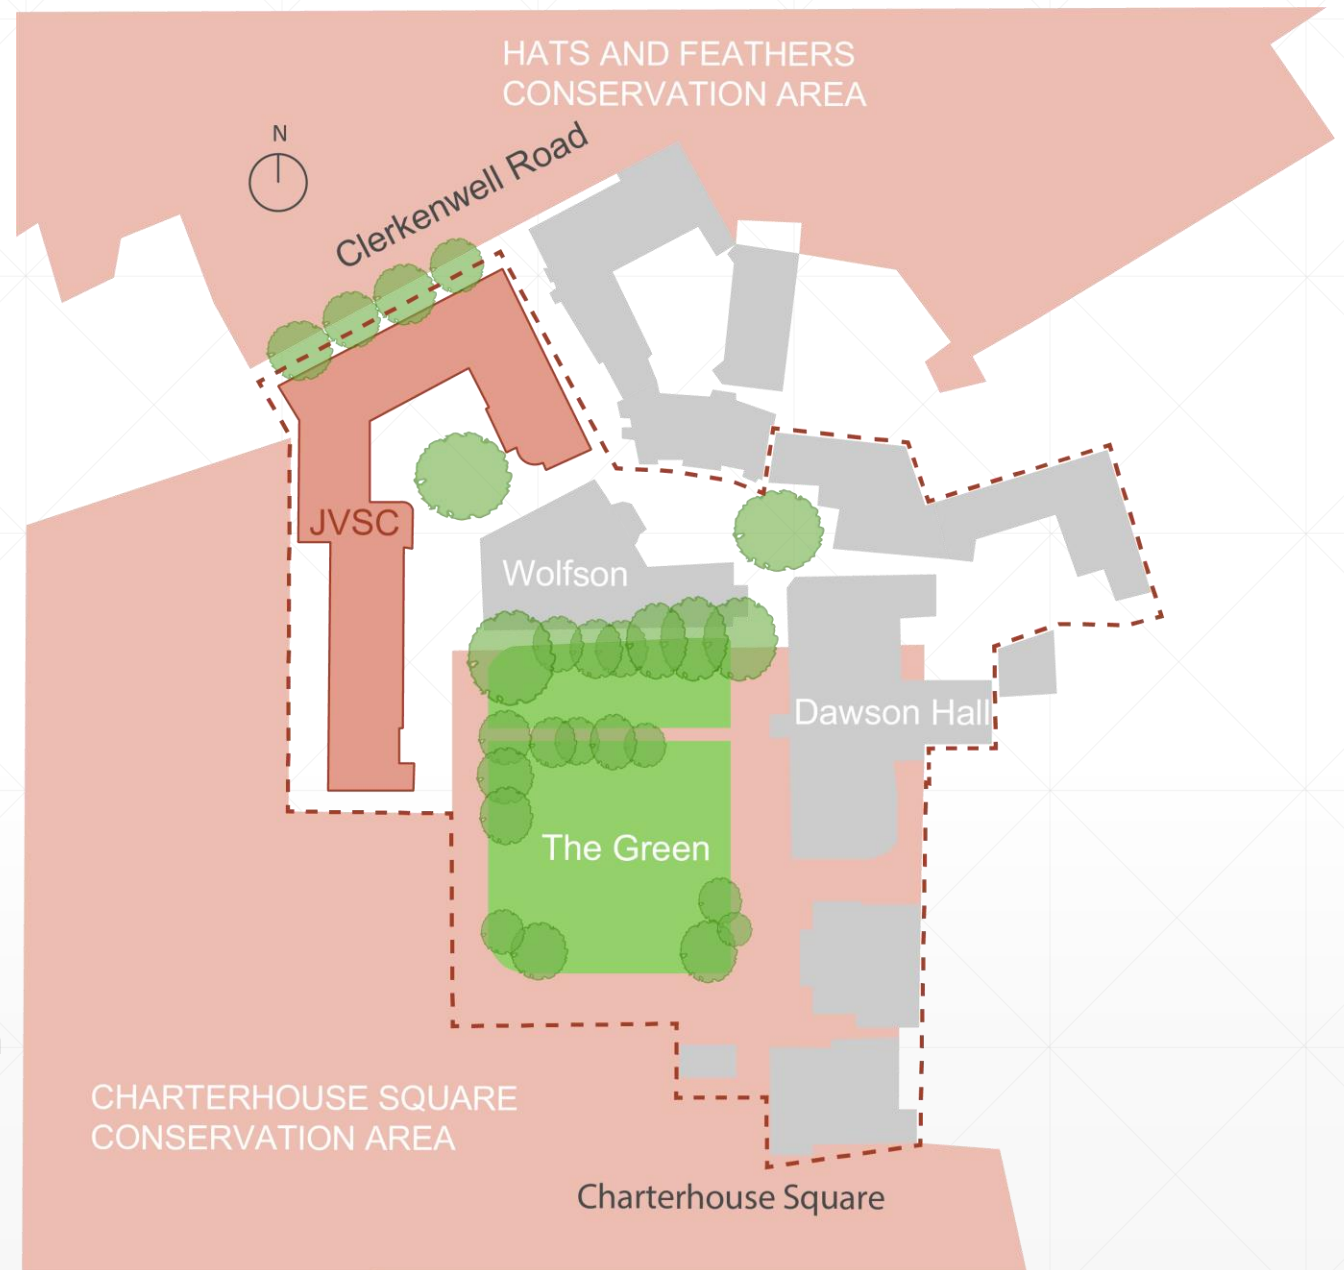 HATS AND FEATHERS
CONSERVATION AREA
N
Clerkenwell Road
JVSC
Wolfson
Dawson Hall
The Green
CHARTERHOUSE SQUARE
CONSERVATION AREA
Charterhouse Square